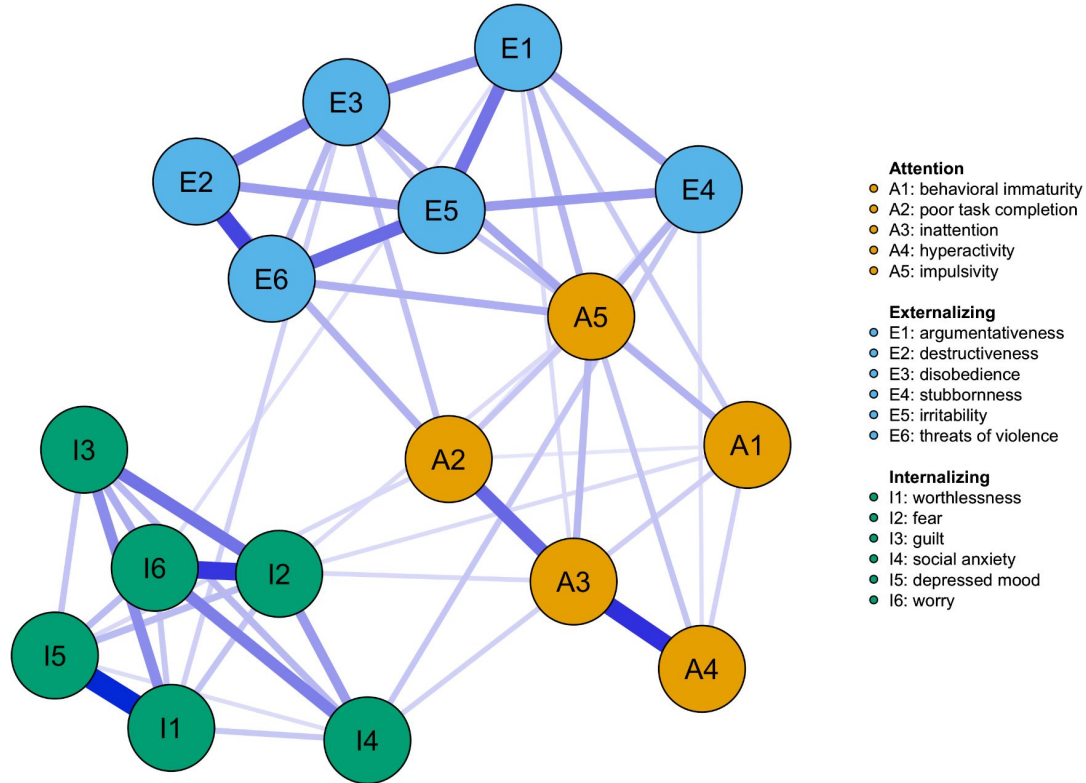 E1
E3
E2
E4
E5
E6
A5
A2
A1
I3
I6
I2
A3
I5
A4
I1
I4
Attention
A1: behavioral immaturity
A2: poor task completion
A3: inattention
A4: hyperactivity
A5: impulsivity
Externalizing
E1: argumentativeness
E2: destructiveness
E3: disobedience
E4: stubbornness
E5: irritability
E6: threats of violence
Internalizing
I1: worthlessness
I2: fear
I3: guilt
I4: social anxiety
I5: depressed mood
I6: worry